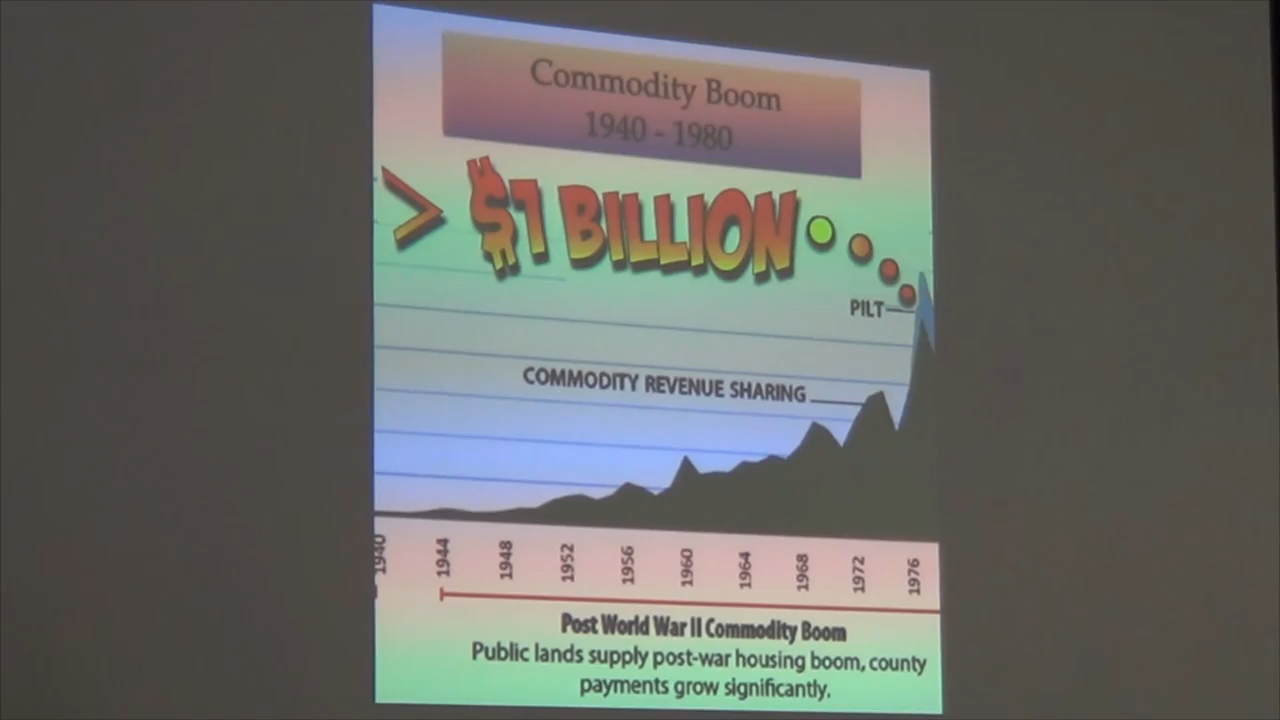 Commodity Boom
1940 - 1980
> $1 BILLION
PILT
COMMODITY REVENUE SHARING
1940 1944 1948 1952 1956 1960 1964 1968 1972 1976
Post World War II Commodity Boom
Public lands supply post-war housing boom, county
payments grow significantly.